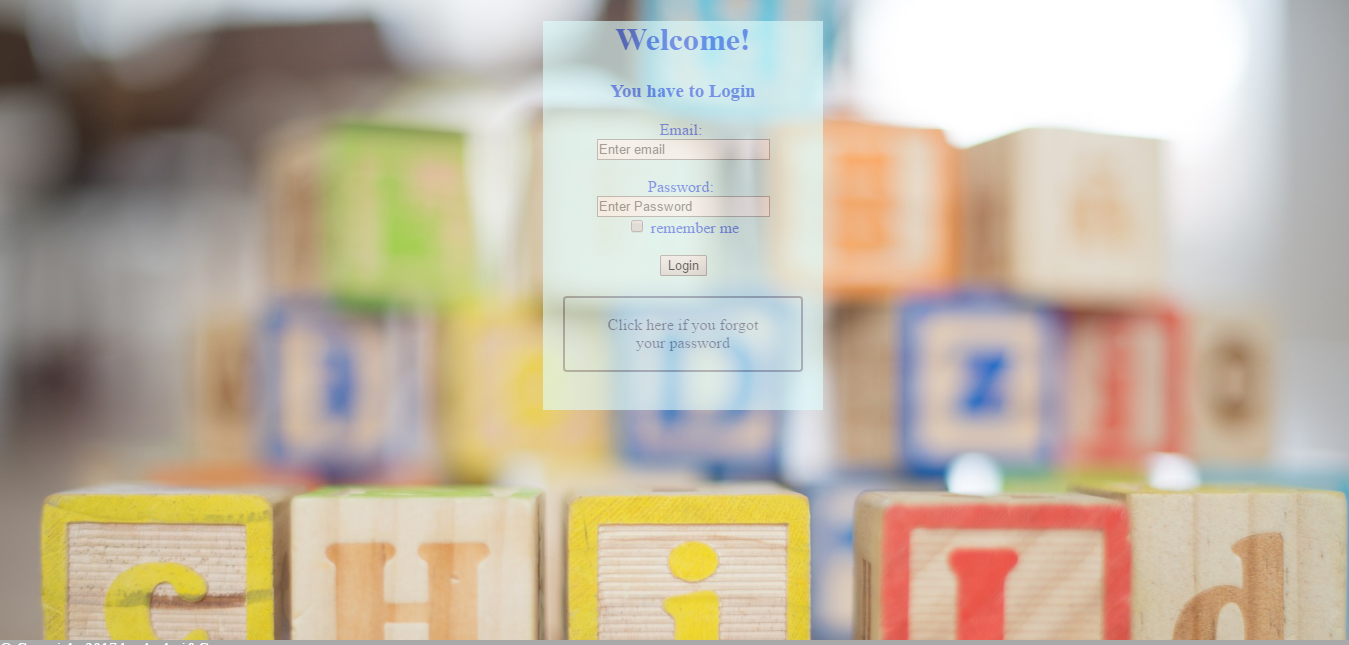 Welcome!
You have to Login
Email:
Enter email
Password:
Enter Password
remember me
Login
Click here if you forgot
your password
Z
C H i l d